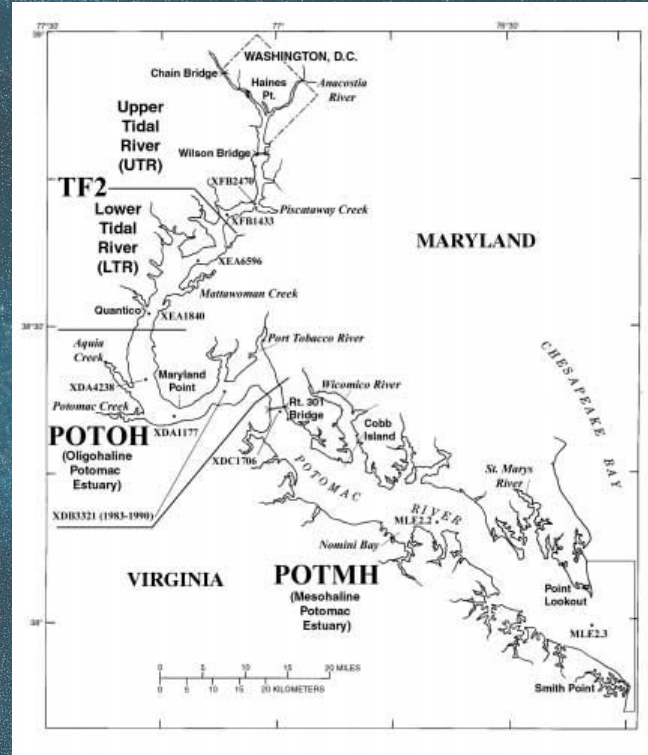 77°30'
77°
76°30'
39°
WASHINGTON, D.C.
Chain Bridge
Haines
Pt.
Anacostia
River
Upper
Tidal
River
(UTR)
Wilson Bridge
TF2
XFB2470
Piscataway Creek
XFB1433
Lower
Tidal
River
(LTR)
MARYLAND
XEA6596
Mattawoman Creek
Quantico
XEA1840
38°30'
Aquia
Creek
Port Tobacco River
CHESAPEAKE BAY
XDA4238
Maryland
Point
Wicomico River
Potomac Creek
Rt. 301
Bridge
Cobb
Island
XDA1177
POTOH
(Oligohaline
Potomac
Estuary)
XDC1706
POTOMAC RIVER
St. Marys
River
XDB3321 (1983-1990)
MLE2.2
Nomini Bay
VIRGINIA
POTMH
(Mesohaline
Potomac
Estuary)
Point
Lookout
38°
MLE2.3
0 5 10 15 20 MILES
0 5 10 15 20 KILOMETERS
Smith Point